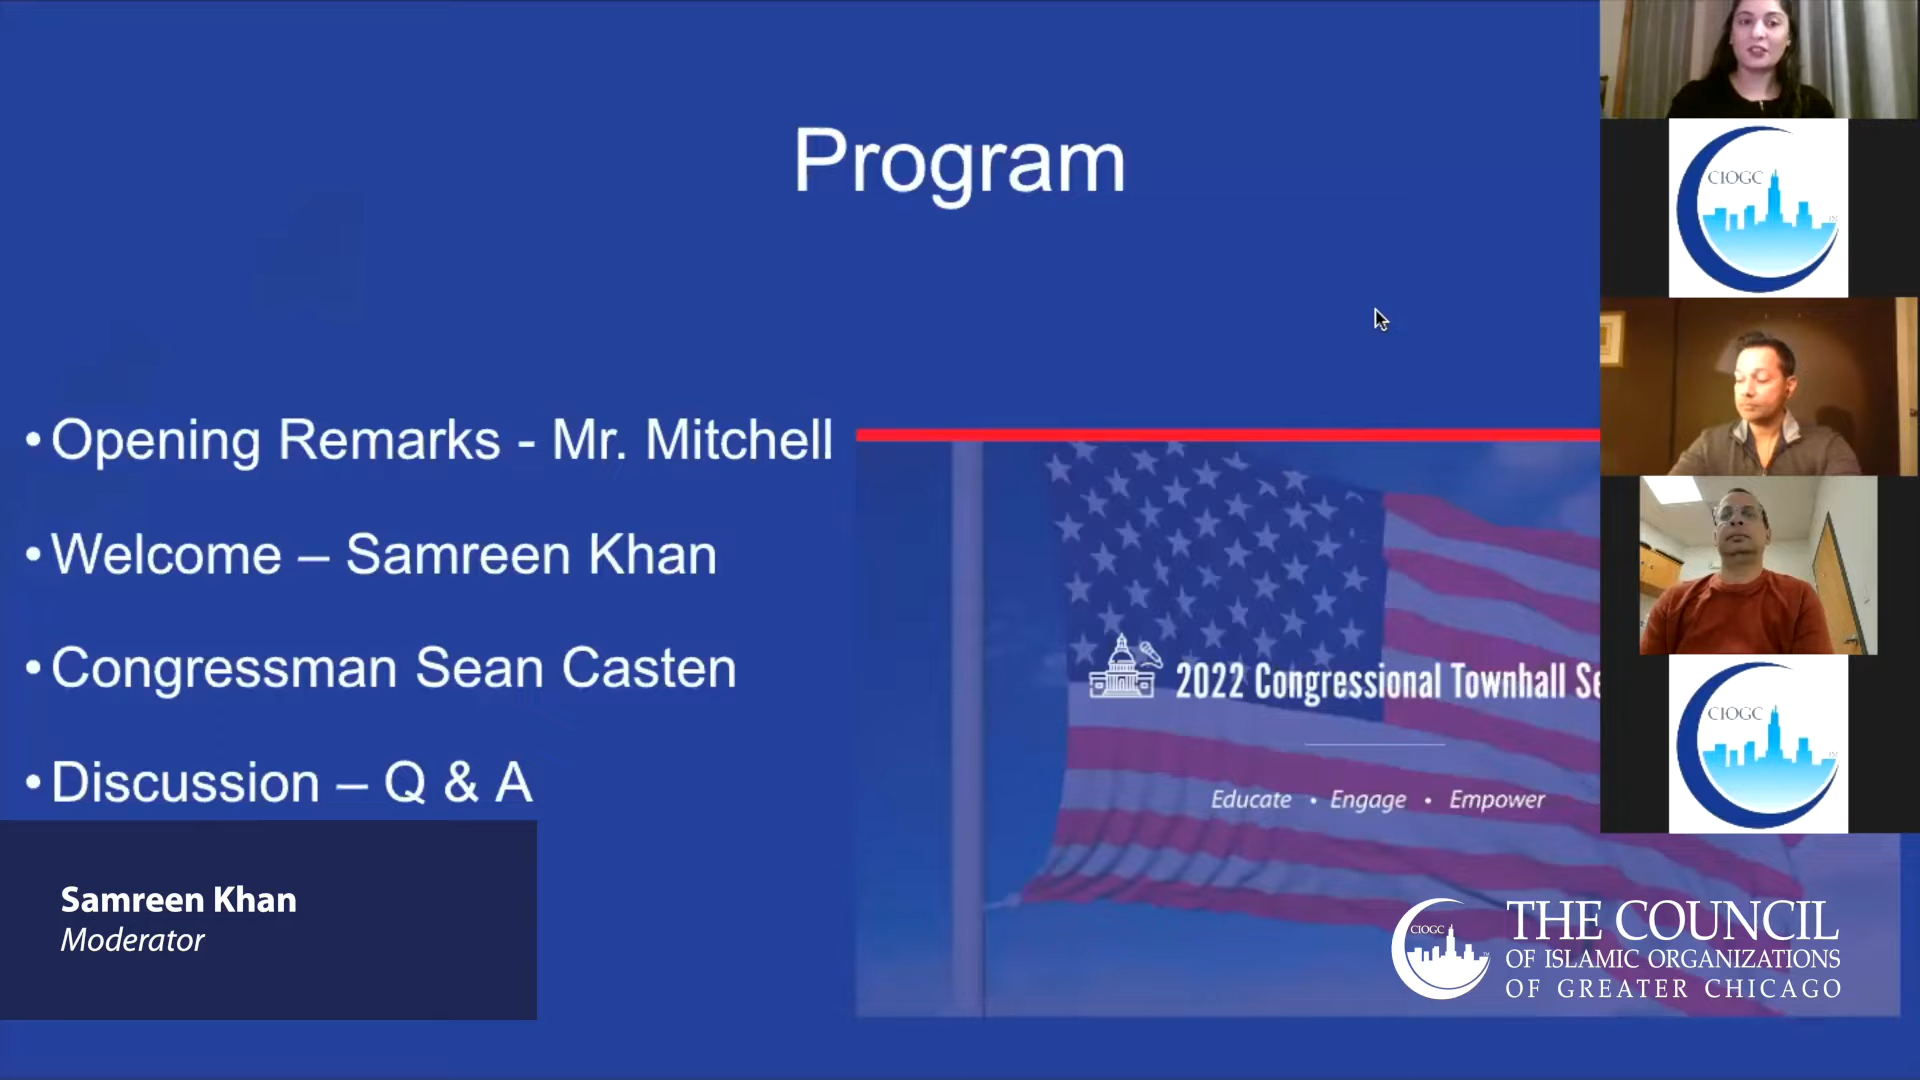 Program
• Opening Remarks - Mr. Mitchell
• Welcome – Samreen Khan
• Congressman Sean Casten
• Discussion – Q & A
2022 Congressional Townhall Se
Educate • Engage • Empower
Samreen Khan
Moderator
CIOGC
THE COUNCIL
OF ISLAMIC ORGANIZATIONS
OF GREATER CHICAGO
CIOGC
CIOGC